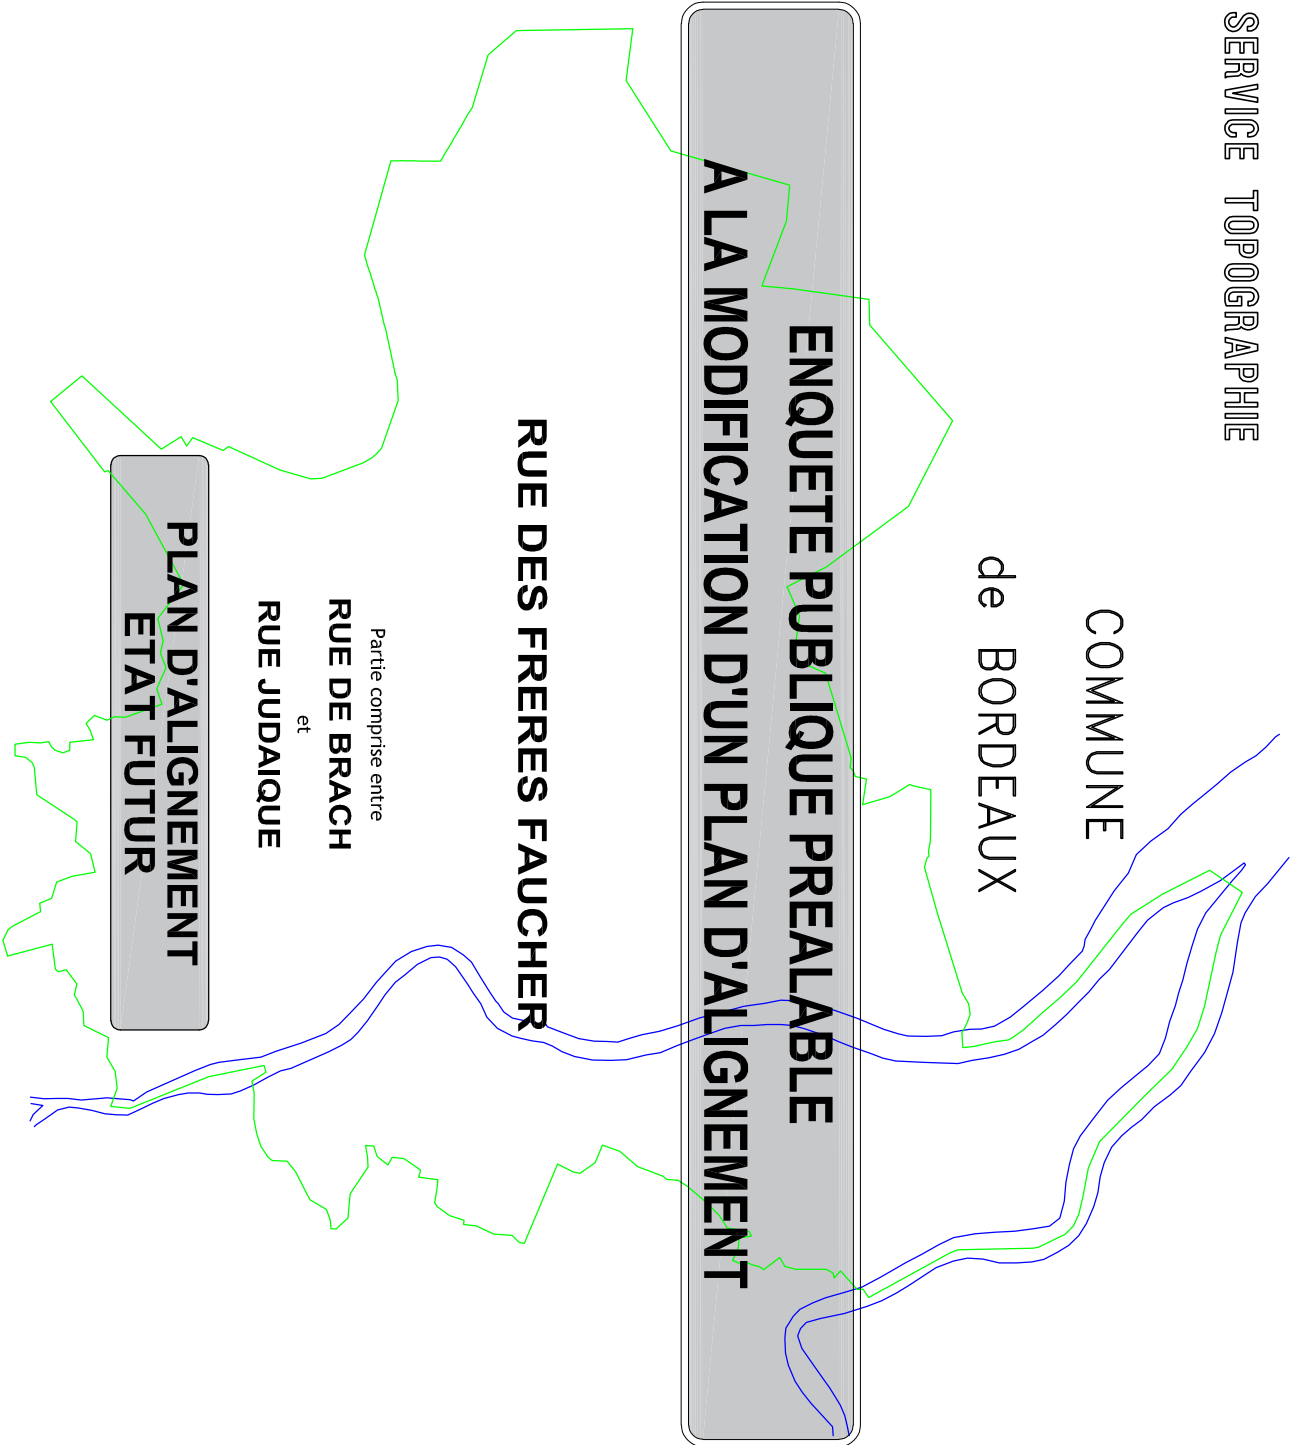 SERVICE TOPOGRAPHIE
COMMUNE
de BORDEAUX
ENQUETE PUBLIQUE PREALABLE
A LA MODIFICATION D'UN PLAN D'ALIGNEMENT
RUE DES FRERES FAUCHER
Partie comprise entre
RUE DE BRACH
et
RUE JUDAIQUE
PLAN D'ALIGNEMENT
ETAT FUTUR